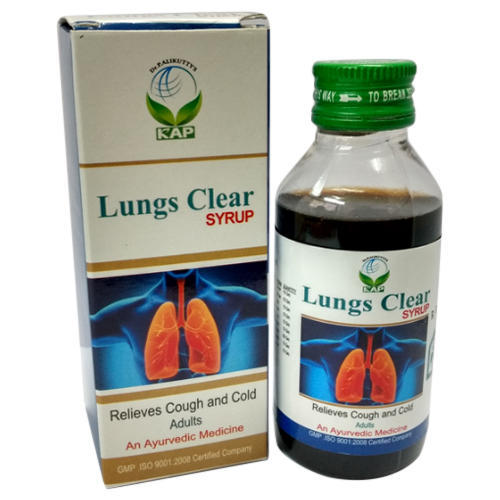 Dr.PALIKUTTY'S
KAP
Lungs Clear
SYRUP
Relieves Cough and Cold
Adults
An Ayurvedic Medicine
GMP .ISO 9001:2008 Certified Company
WAY TO BREAK
KAP
Lungs Clear
SYRUP
Relieves Cough and Cold
Adults
An Ayurvedic Medicine
GMP .ISO 9001:2008 Certified Company